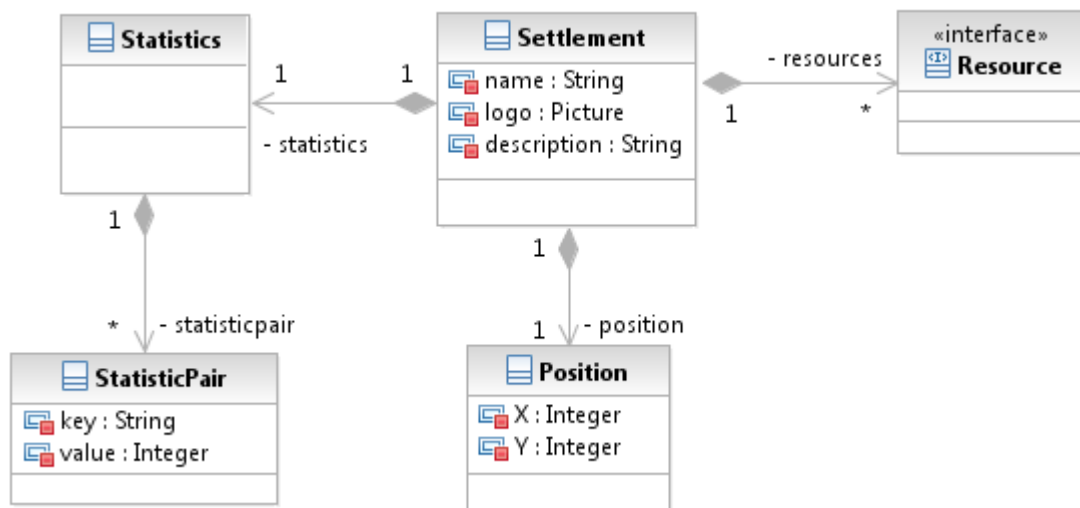 Statistics
1
1
- statistics
Settlement
name : String
logo : Picture
description : String
- resources
1
*
«interface»
Resource
1
*
- statisticpair
StatisticPair
key : String
value : Integer
1
1
- position
Position
X : Integer
Y : Integer